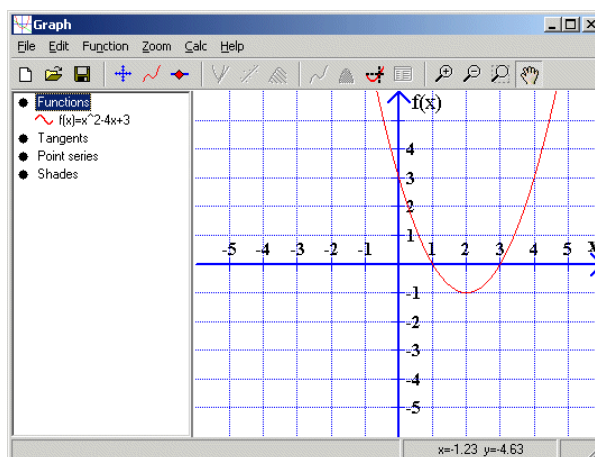 Graph
File Edit Function Zoom Calc Help
Functions
f(x)=x^2-4x+3
Tangents
Point series
Shades
f(x)
4
3
2
1
-5 -4 -3 -2 -1 1 2 3 4 5 x
-1
-2
-3
-4
-5
x=-1.23 y=-4.63